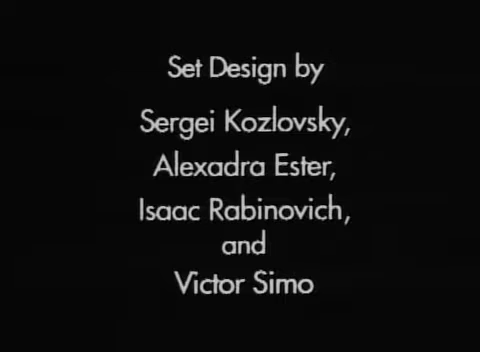 Set Design by
Sergei Kozlovsky,
Alexadra Ester,
Isaac Rabinovich,
and
Victor Simo